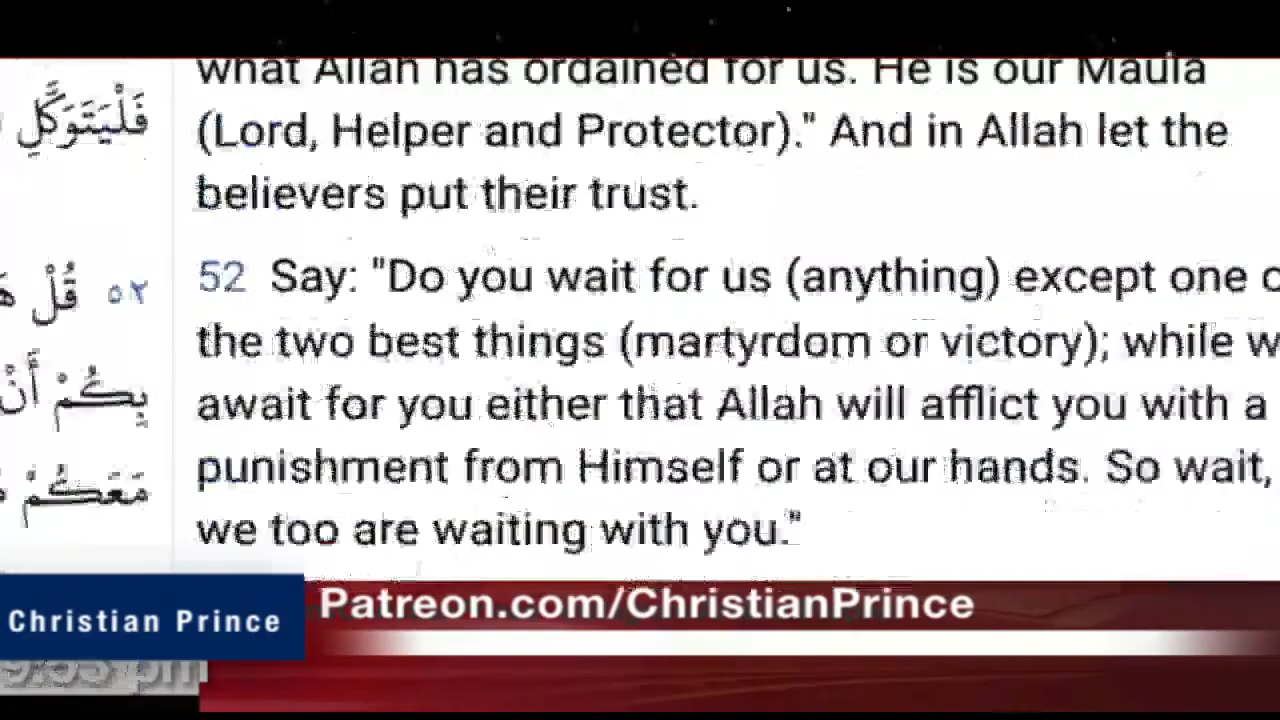 what Allah has ordained for us. He is our Maula
(Lord, Helper and Protector)." And in Allah let the
believers put their trust.
52 Say: "Do you wait for us (anything) except one
the two best things (martyrdom or victory); while
await for you either that Allah will afflict you with a
punishment from Himself or at our hands. So wait,
we too are waiting with you."
فَلْيَتَوَكَّلِ
٥٢ قُلْ
بِكُمْ أَنْ
مَعَكُمْ
Christian Prince
Patreon.com/ChristianPrince
9:53 pm